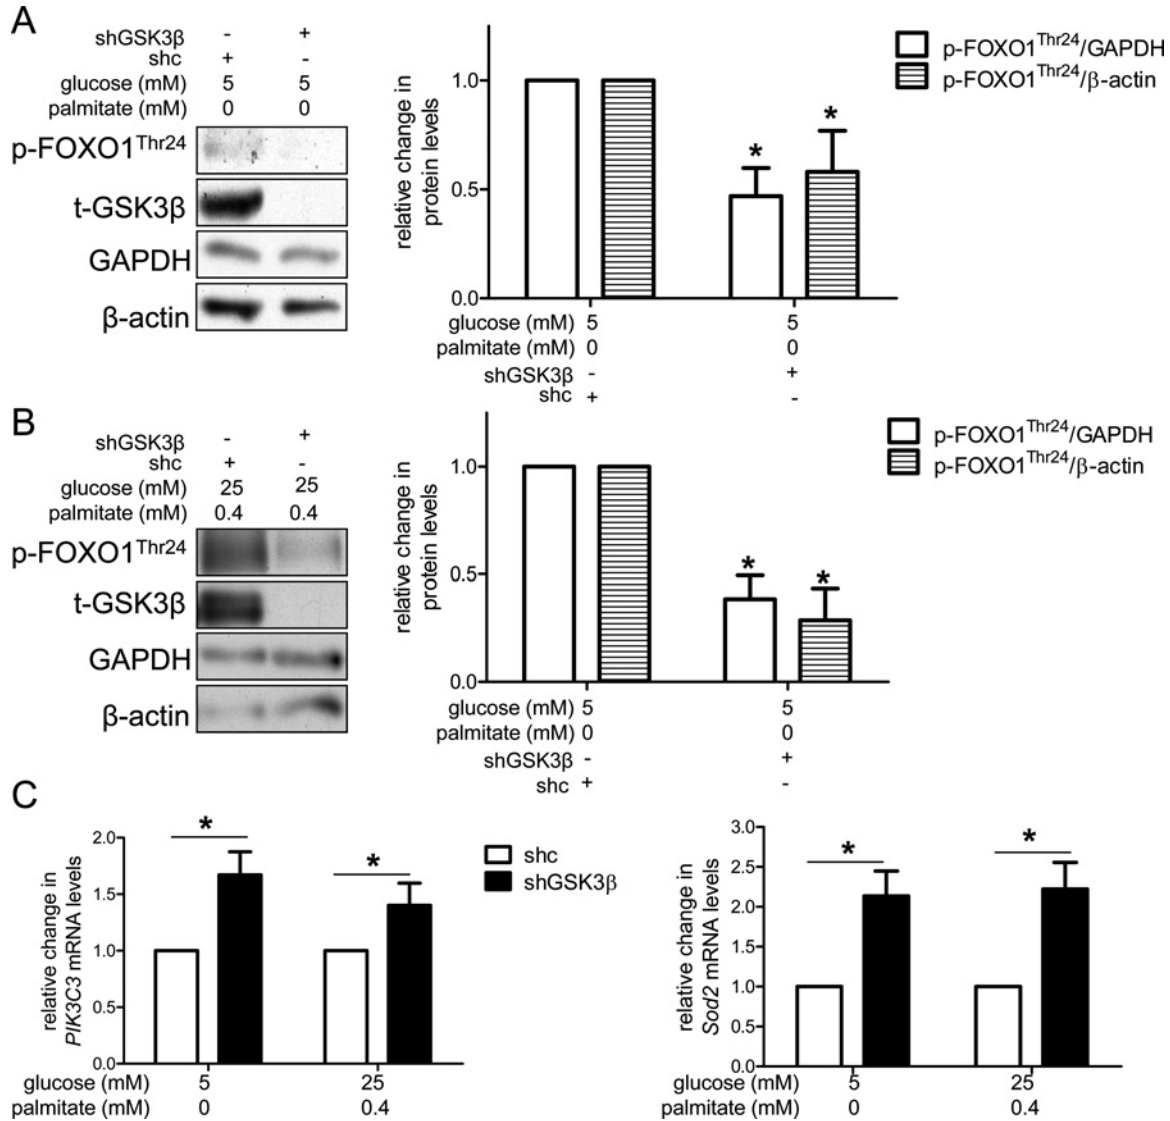 A
shGSK3β - +
shc + -
glucose (mM) 5 5
palmitate (mM) 0 0
p-FOXO1Thr24
t-GSK3β
GAPDH
β-actin
relative change in
protein levels
1.0
0.5
0.0
* *
p-FOXO1Thr24/GAPDH
p-FOXO1Thr24/β-actin
glucose (mM) 5 5
palmitate (mM) 0 0
shGSK3β - +
shc + -
B
shGSK3β - +
shc + -
glucose (mM) 25 25
palmitate (mM) 0.4 0.4
p-FOXO1Thr24
t-GSK3β
GAPDH
β-actin
relative change in
protein levels
1.0
0.5
0.0
* *
p-FOXO1Thr24/GAPDH
p-FOXO1Thr24/β-actin
glucose (mM) 5 5
palmitate (mM) 0 0
shGSK3β - +
shc + -
C
relative change in
PIK3C3 mRNA levels
2.0
1.5
1.0
0.5
0.0
* *
glucose (mM) 5 25
palmitate (mM) 0 0.4
shc
shGSK3β
relative change in
Sod2 mRNA levels
3.0
2.5
2.0
1.5
1.0
0.5
0.0
* *
glucose (mM) 5 25
palmitate (mM) 0 0.4